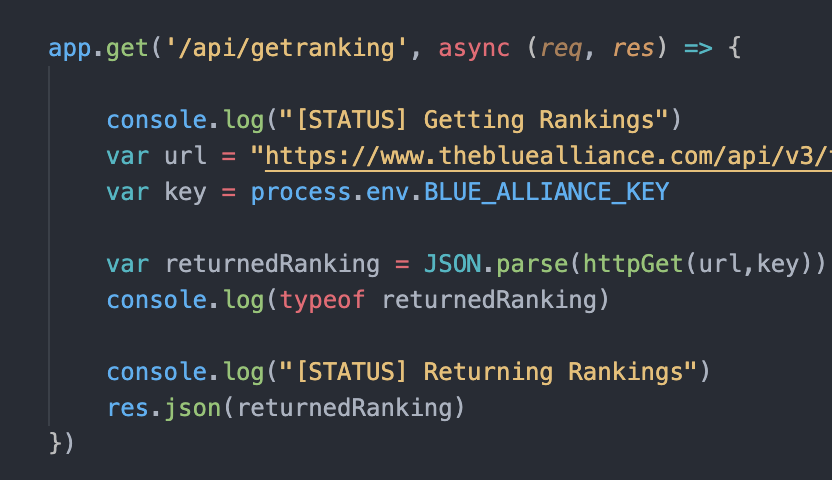 app.get('/api/getranking', async (req, res) => {
console.log("[STATUS] Getting Rankings")
var url = "https://www.thebluealliance.com/api/v3/
var key = process.env.BLUE_ALLIANCE_KEY
var returnedRanking = JSON.parse(httpGet(url,key))
console.log(typeof returnedRanking)
console.log("[STATUS] Returning Rankings")
res.json(returnedRanking)
})